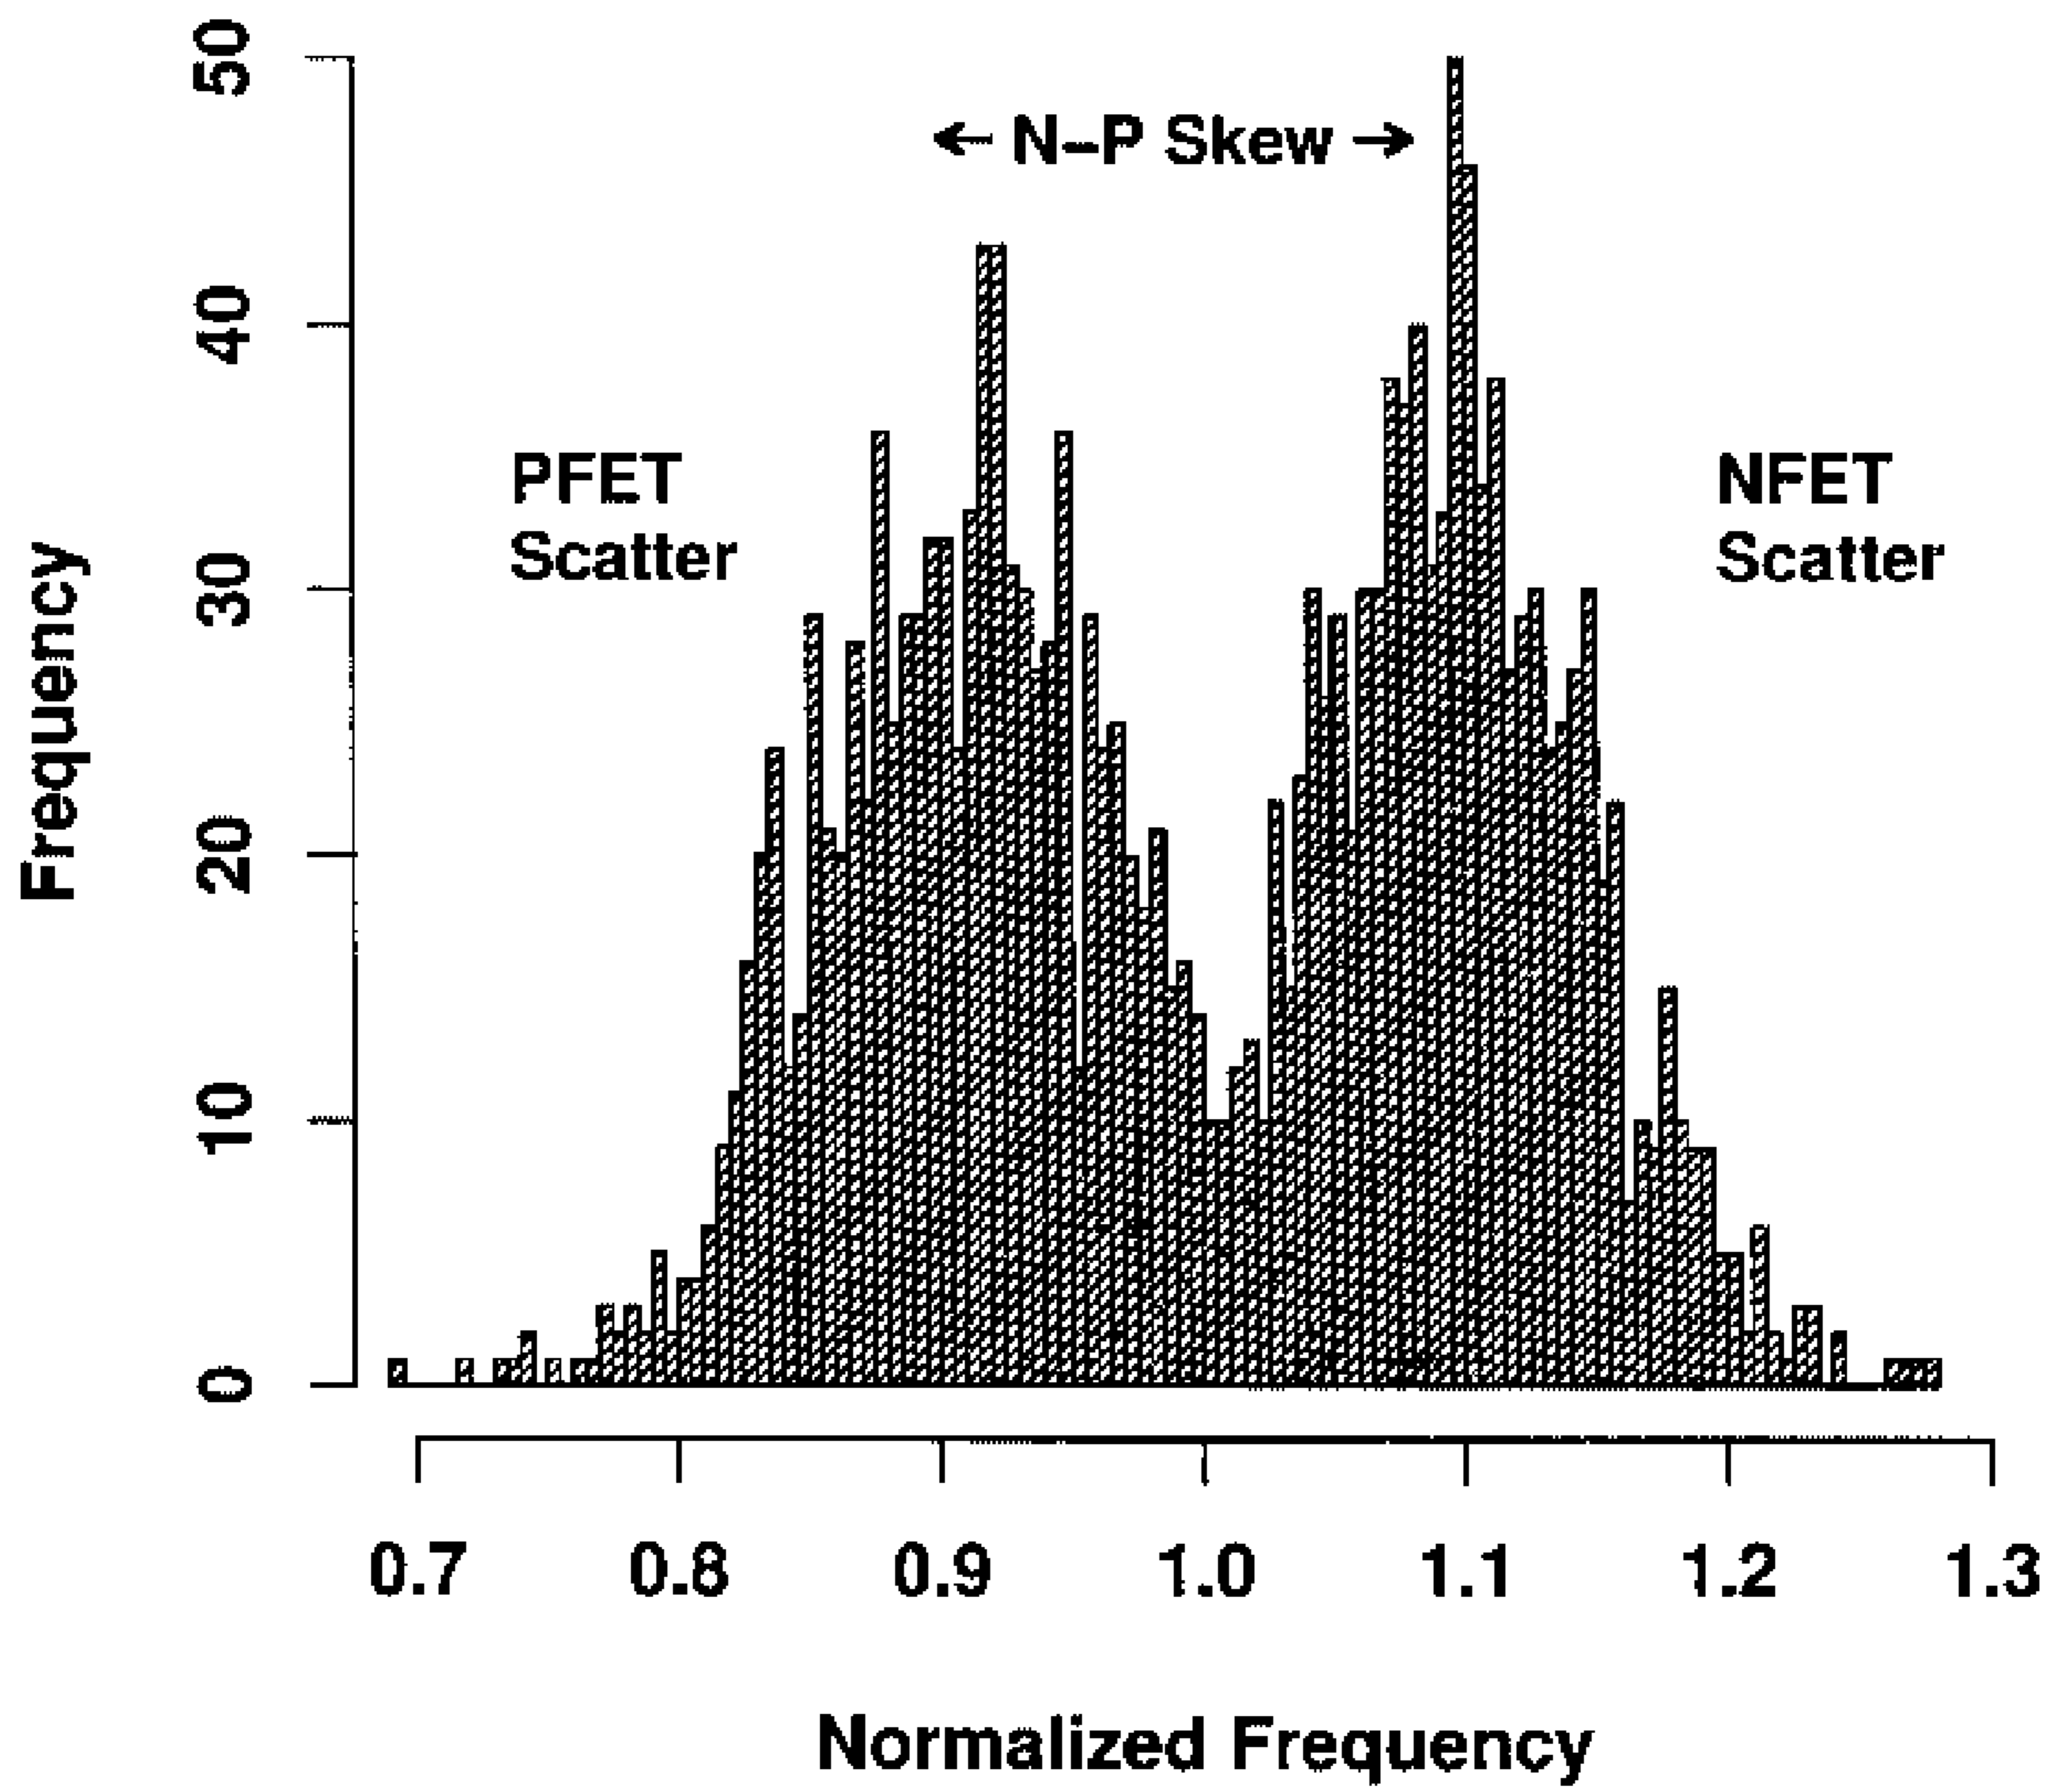 50
40
30
20
10
0
Frequency
← N–P Skew →
PFET
Scatter
NFET
Scatter
0.7 0.8 0.9 1.0 1.1 1.2 1.3
Normalized Frequency